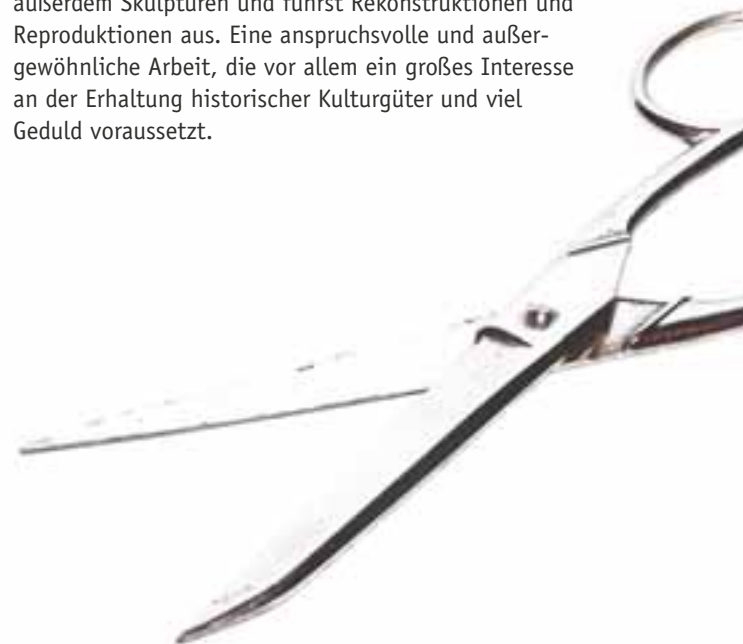 außerdem Skulpturen und führst Rekonstruktionen und
Reproduktionen aus. Eine anspruchsvolle und außer-
gewöhnliche Arbeit, die vor allem ein großes Interesse
an der Erhaltung historischer Kulturgüter und viel
Geduld voraussetzt.